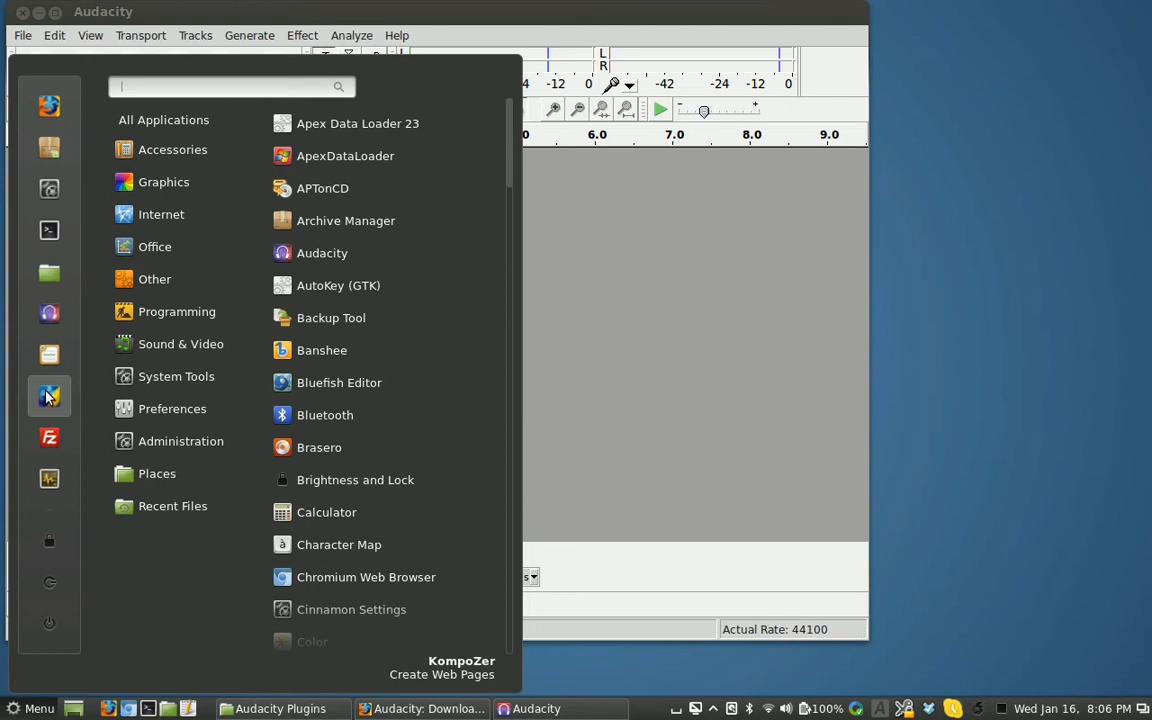 Audacity
File Edit View Transport Tracks Generate Effect Analyze Help
L
R
-12 0 -42 -24 -12 0
6.0 7.0 8.0 9.0
All Applications
Accessories
Graphics
Internet
Office
Other
Programming
Sound & Video
System Tools
Preferences
Administration
Places
Recent Files
Apex Data Loader 23
ApexDataLoader
APTonCD
Archive Manager
Audacity
AutoKey (GTK)
Backup Tool
Banshee
Bluefish Editor
Bluetooth
Brasero
Brightness and Lock
Calculator
Character Map
Chromium Web Browser
Cinnamon Settings
Color
KompoZer
Create Web Pages
Actual Rate: 44100
Menu Audacity Plugins Audacity: Downloa... Audacity 100% Wed Jan 16, 8:06 PM